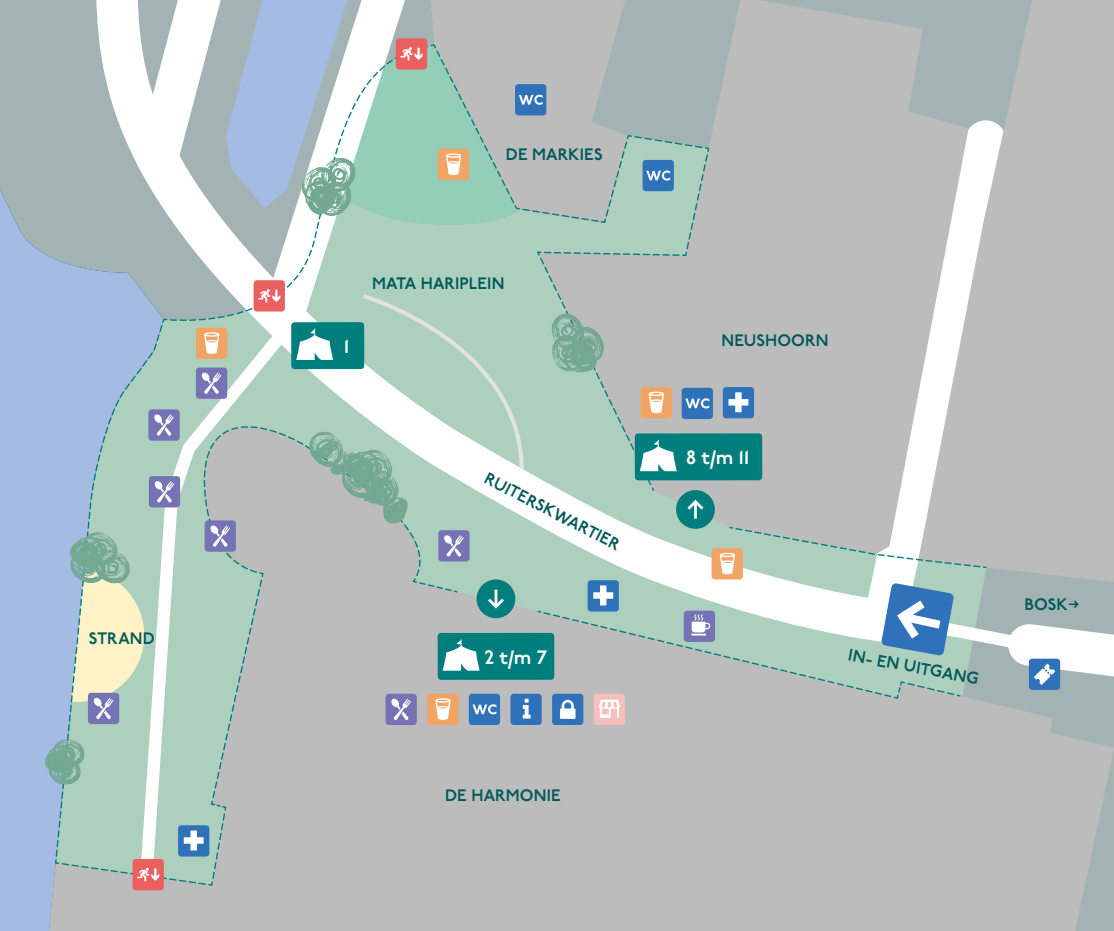 WC
DE MARKIES
WC
MATA HARIPLEIN
NEUSHOORN
1
WC
8 t/m 11
RUITERSKWARTIER
BOSK→
STRAND
IN- EN UITGANG
2 t/m 7
WC
i
DE HARMONIE